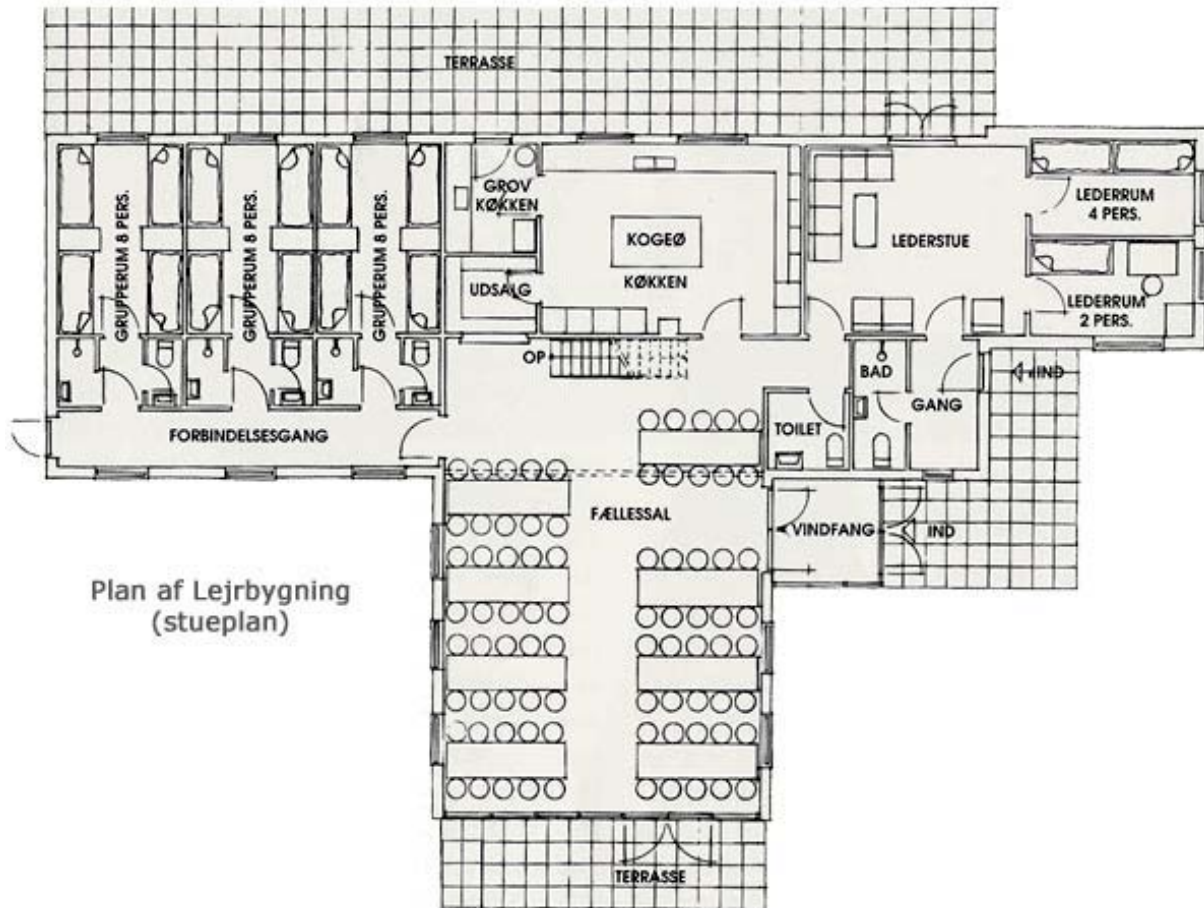 TERRASSE
GRUPPERUM 8 PERS.
GRUPPERUM 8 PERS.
GRUPPERUM 8 PERS.
GROV
KØKKEN
KOGEØ
KØKKEN
UDSALG
LEDERSTUE
LEDERRUM
4 PERS.
LEDERRUM
2 PERS.
OP
BAD
IND
GANG
TOILET
FORBINDELSESGANG
FÆLLESSAL
VINDFANG
IND
Plan af Lejrbygning
(stueplan)
TERRASSE